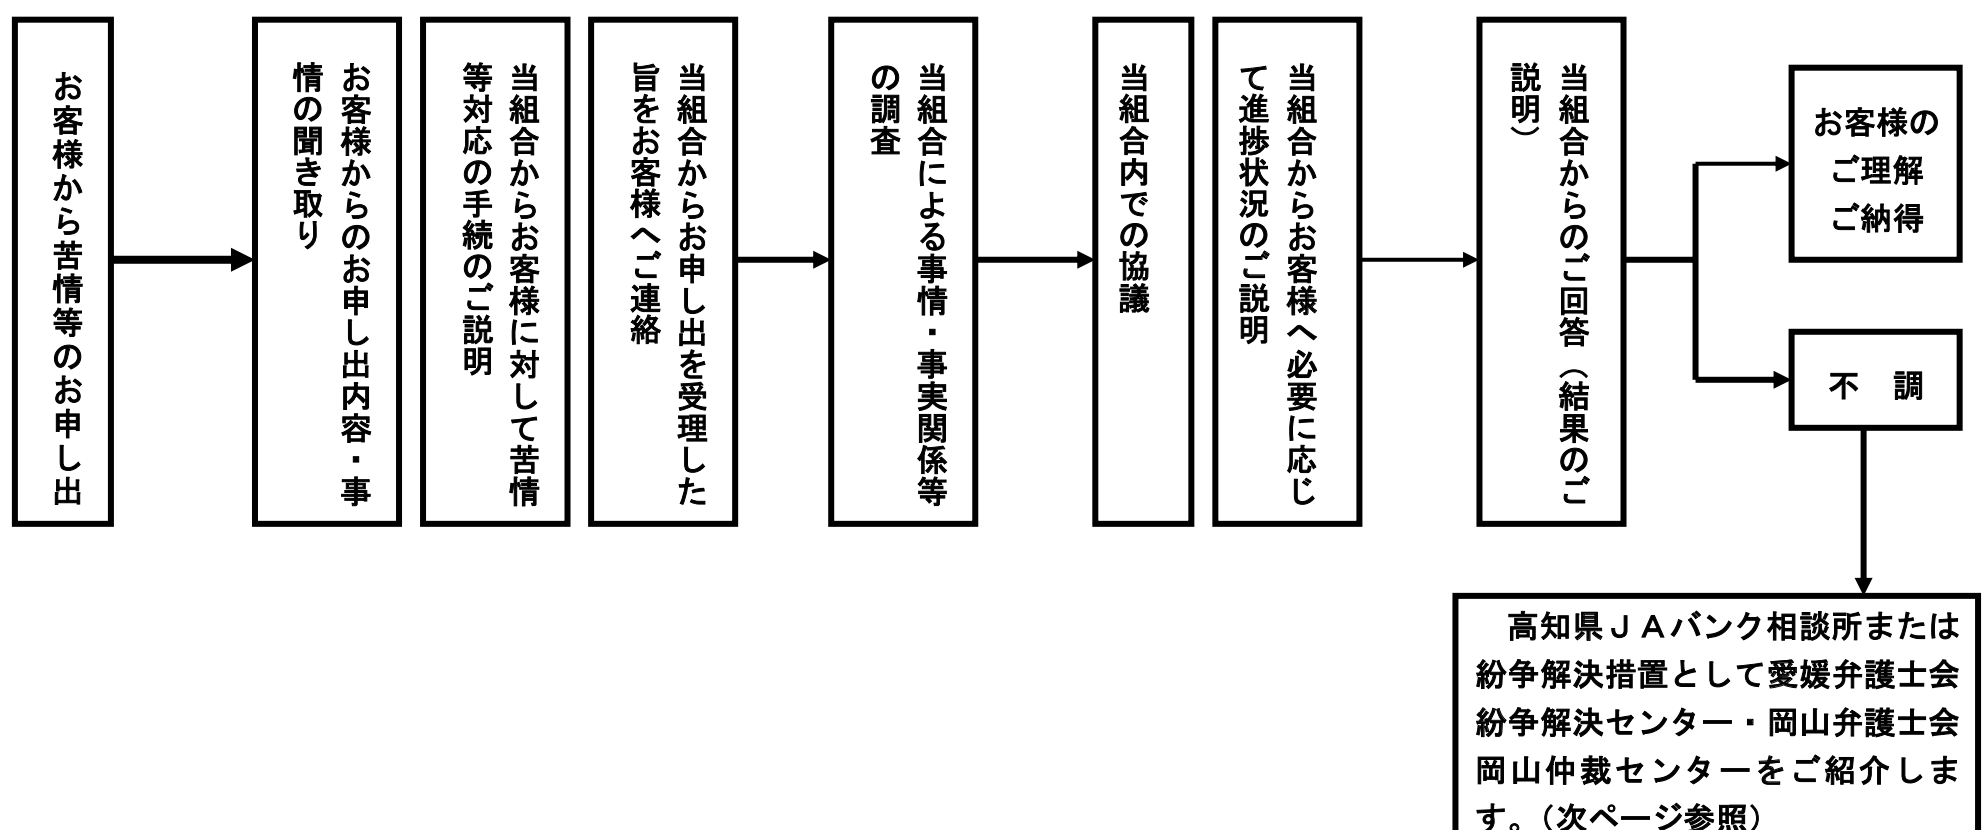 お客様から苦情等のお申し出
お客様からのお申し出内容・事
情の聞き取り
当組合からお客様に対して苦情
等対応の手続のご説明
当組合からお申し出を受理した
旨をお客様へご連絡
当組合による事情・事実関係等
の調査
当組合内での協議
当組合からお客様へ必要に応じ
て進捗状況のご説明
当組合からのご回答（結果のご
説明）
お客様の
ご理解
ご納得
不　調
高知県ＪＡバンク相談所または
紛争解決措置として愛媛弁護士会
紛争解決センター・岡山弁護士会
岡山仲裁センターをご紹介しま
す。（次ページ参照）